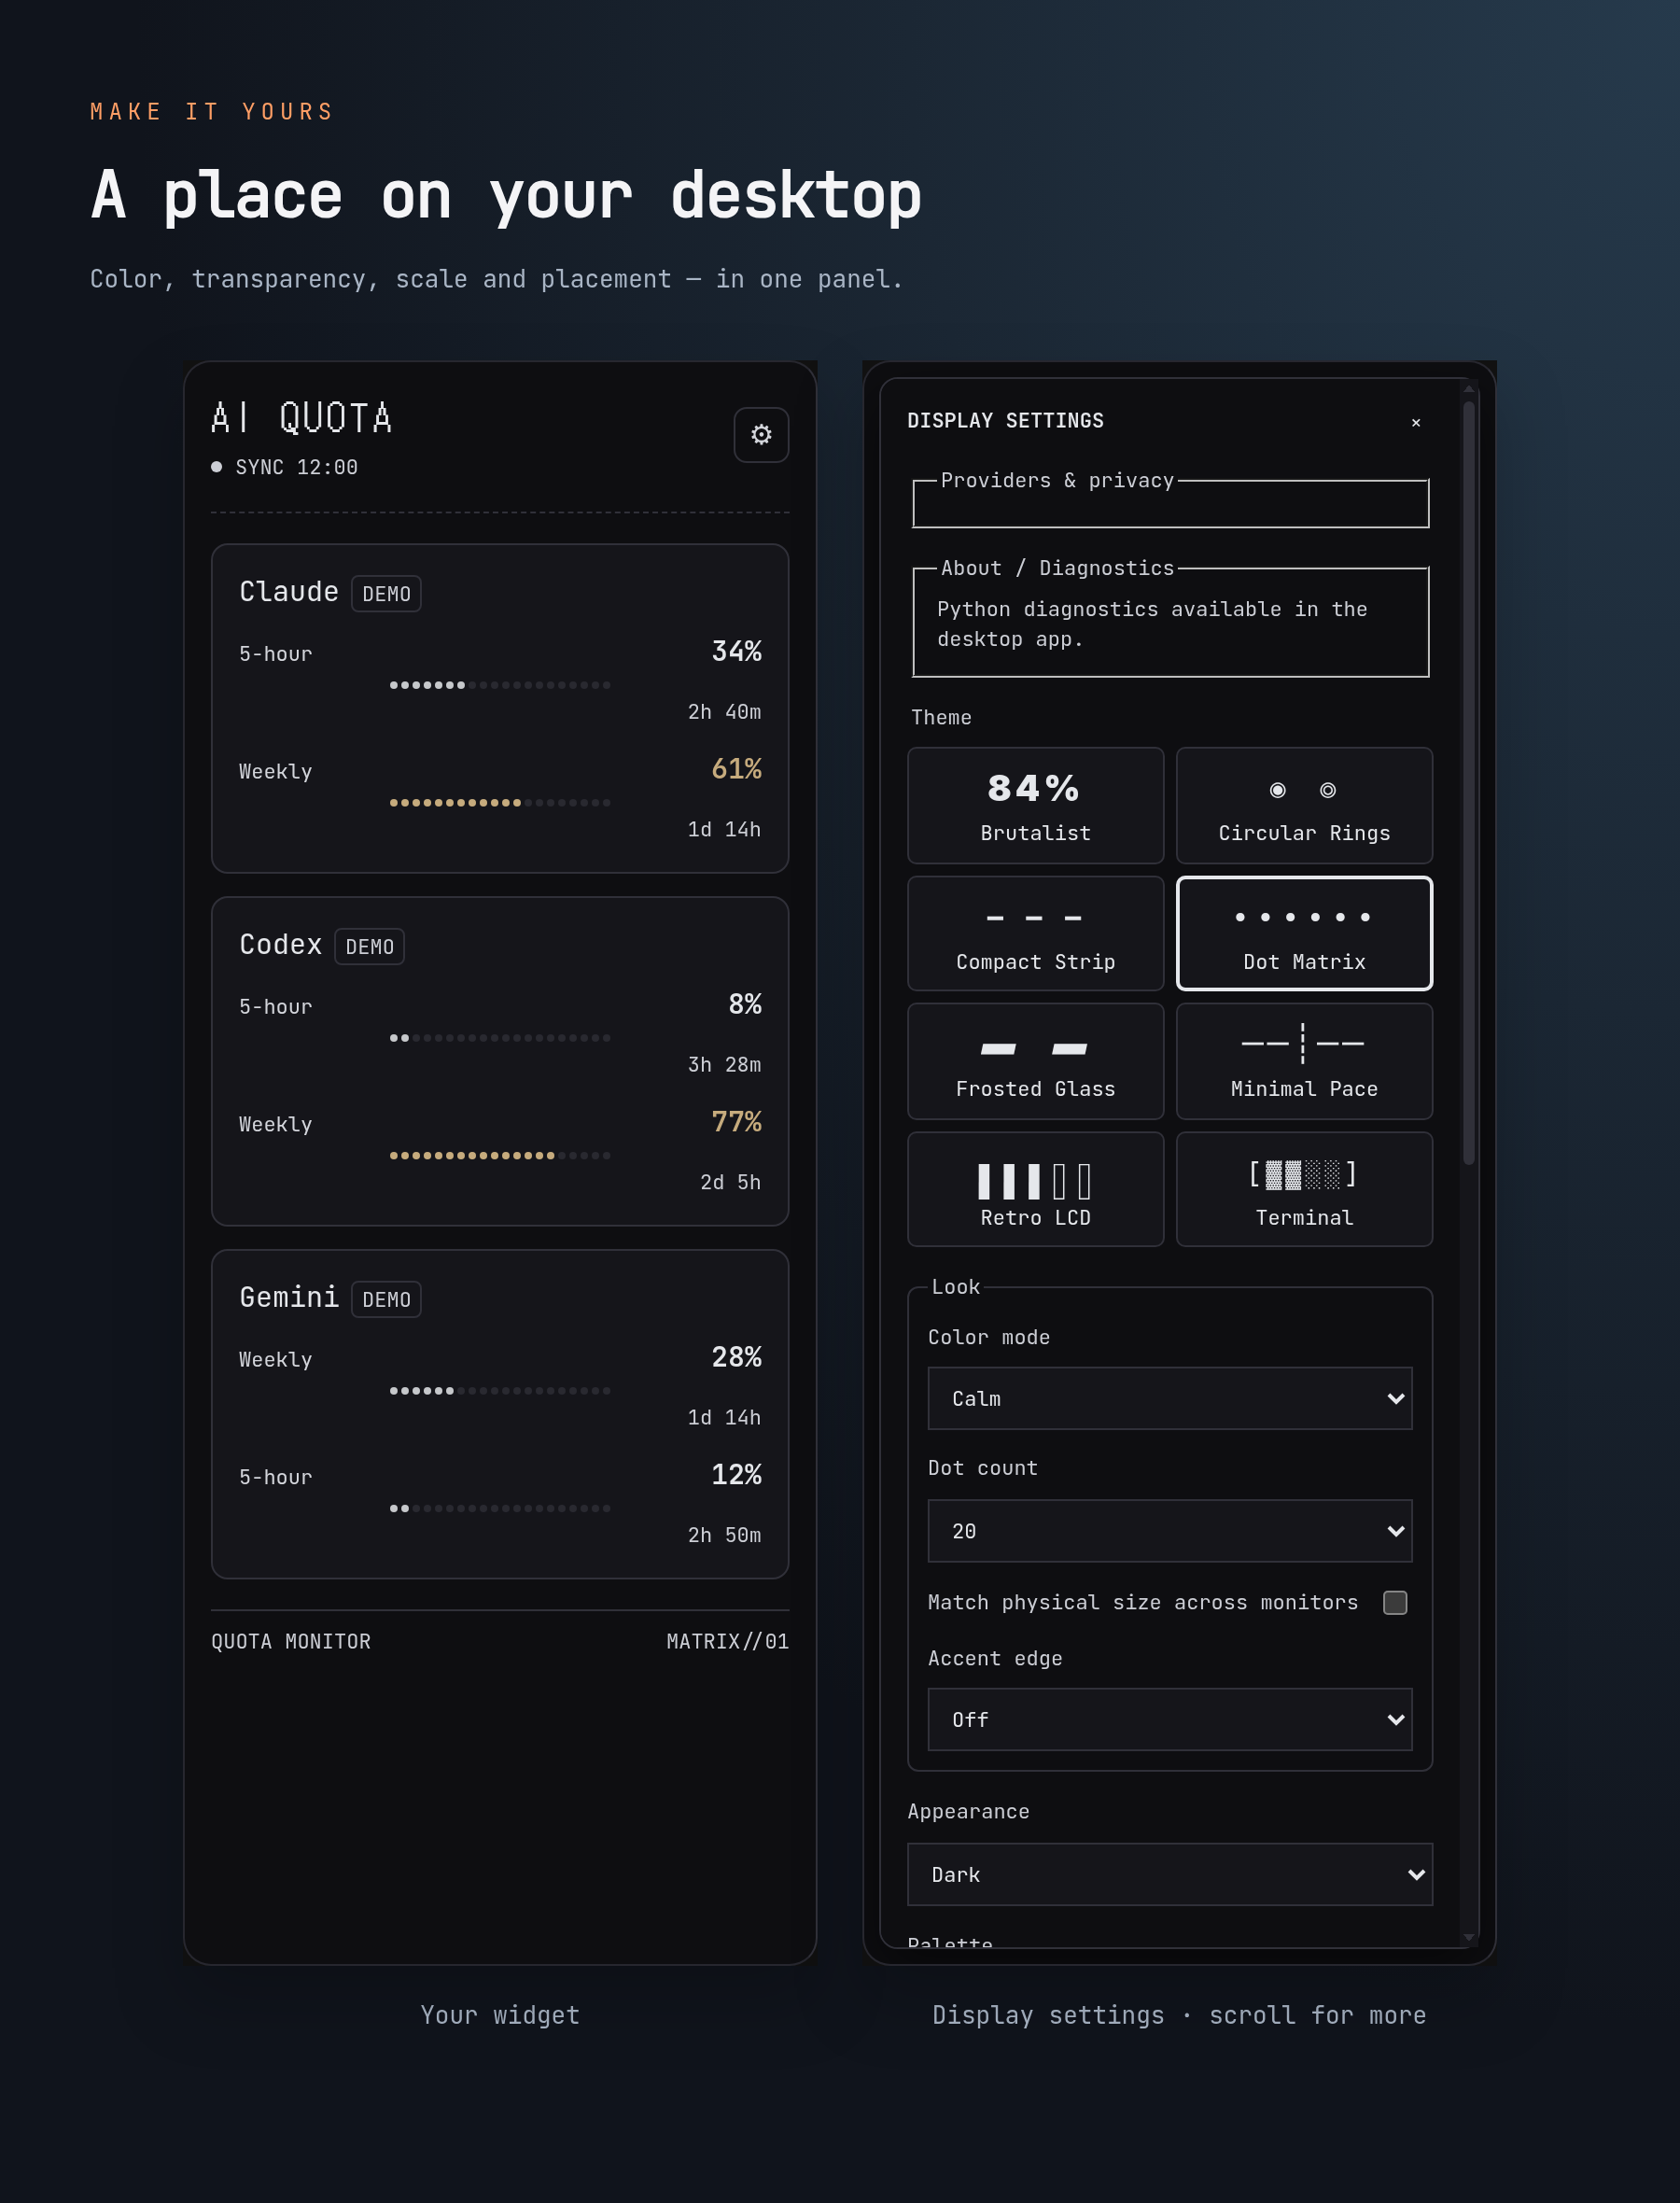 MAKE IT YOURS
A place on your desktop
Color, transparency, scale and placement — in one panel.
AI QUOTA
SYNC 12:00
Claude DEMO
5-hour 34%
2h 40m
Weekly 61%
1d 14h
Codex DEMO
5-hour 8%
3h 28m
Weekly 77%
2d 5h
Gemini DEMO
Weekly 28%
1d 14h
5-hour 12%
2h 50m
QUOTA MONITOR MATRIX//01
Your widget
DISPLAY SETTINGS ×
Providers & privacy
About / Diagnostics
Python diagnostics available in the
desktop app.
Theme
84%
Brutalist
Circular Rings
Compact Strip
Dot Matrix
Frosted Glass
Minimal Pace
Retro LCD
Terminal
Look
Color mode
Calm
Dot count
20
Match physical size across monitors
Accent edge
Off
Appearance
Dark
Palette
Display settings · scroll for more